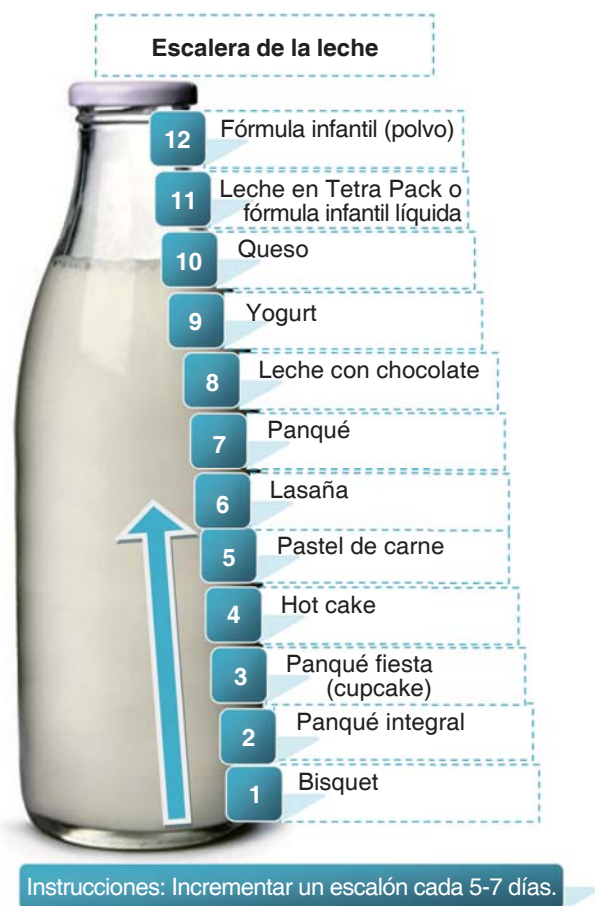 Escalera de la leche
12 Fórmula infantil (polvo)
11 Leche en Tetra Pack o
fórmula infantil líquida
10 Queso
9 Yogurt
8 Leche con chocolate
7 Panqué
6 Lasaña
5 Pastel de carne
4 Hot cake
3 Panqué fiesta
(cupcake)
2 Panqué integral
1 Bisquet
Instrucciones: Incrementar un escalón cada 5-7 días.